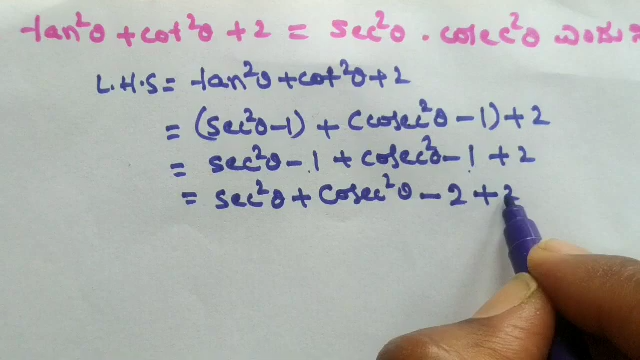 tan²θ + cot²θ + 2 = sec²θ . cosec²θ ಎಂದು
L.H.S = tan²θ + cot²θ + 2
= (sec²θ - 1) + (cosec²θ - 1) + 2
= sec²θ - 1 + cosec²θ - 1 + 2
= sec²θ + cosec²θ - 2 + 2